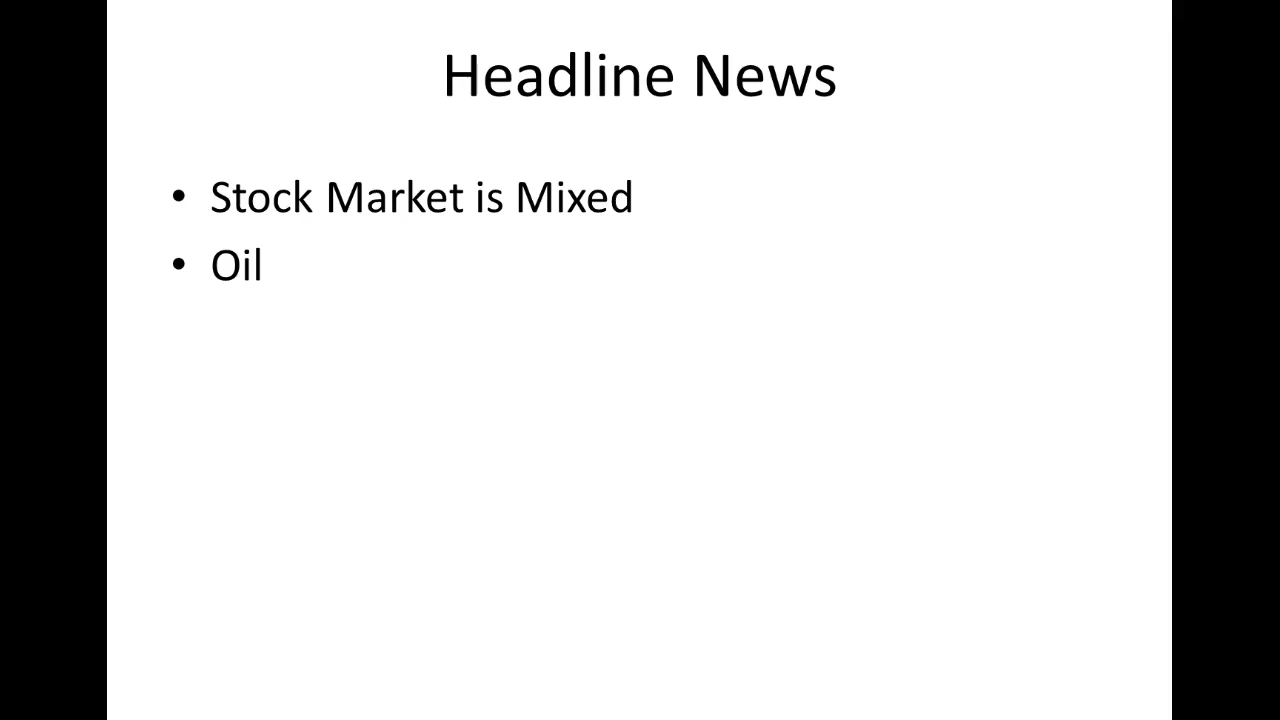 Headline News
• Stock Market is Mixed
• Oil